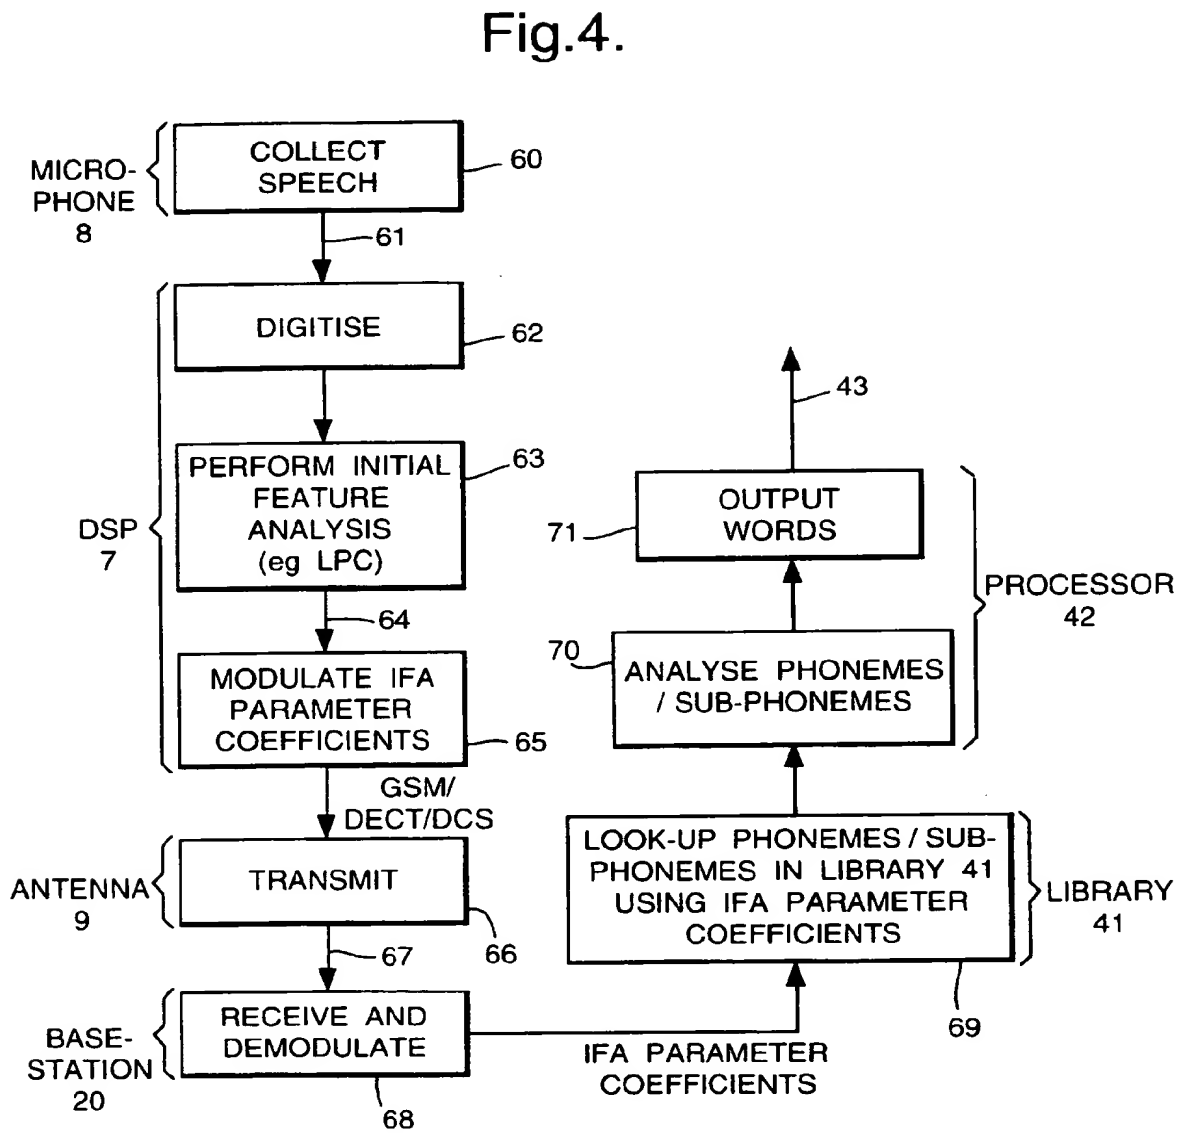 Fig.4.
MICRO-
PHONE
8
COLLECT
SPEECH
60
61
DSP
7
DIGITISE
62
PERFORM INITIAL
FEATURE
ANALYSIS
(eg LPC)
63
64
MODULATE IFA
PARAMETER
COEFFICIENTS
65
GSM/
DECT/DCS
ANTENNA
9
TRANSMIT
66
67
BASE-
STATION
20
RECEIVE AND
DEMODULATE
68
IFA PARAMETER
COEFFICIENTS
LOOK-UP PHONEMES / SUB-
PHONEMES IN LIBRARY 41
USING IFA PARAMETER
COEFFICIENTS
69
LIBRARY
41
70
ANALYSE PHONEMES
/ SUB-PHONEMES
PROCESSOR
42
71
OUTPUT
WORDS
43